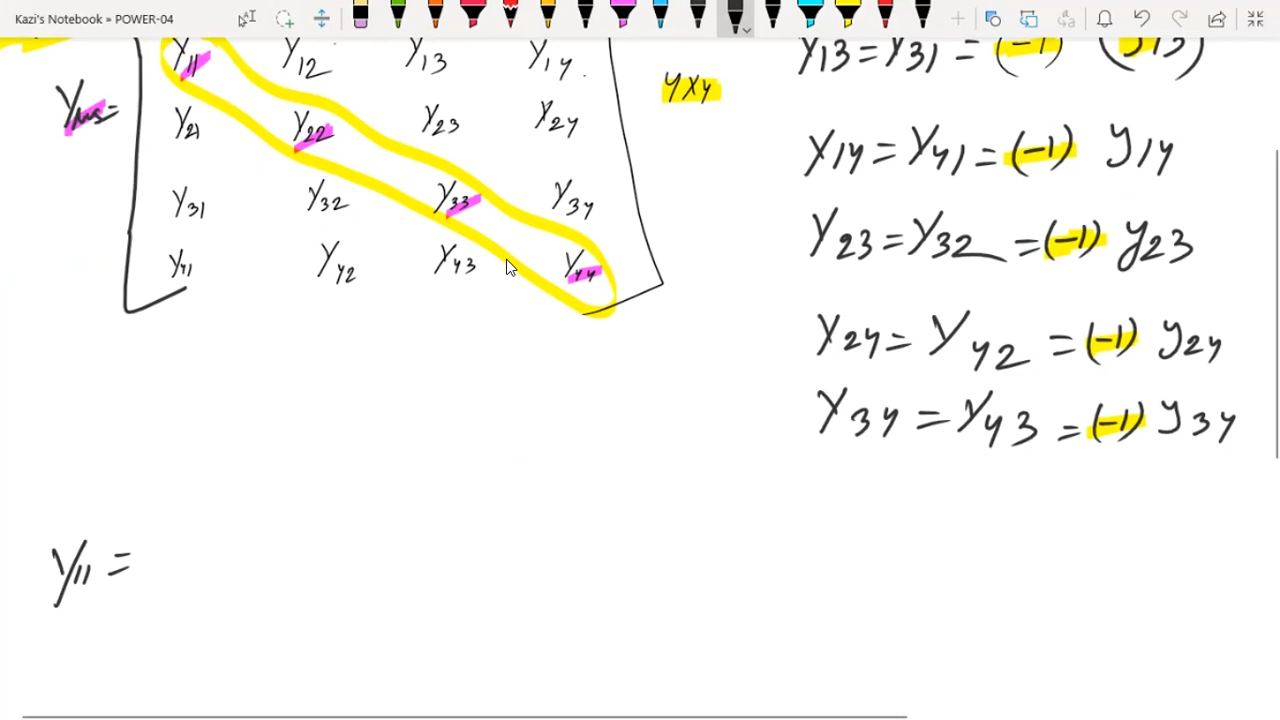 Kazi's Notebook » POWER-04
Y11 Y12 Y13 Y14
Ybus =
4x4
Y21 Y22 Y23 Y24
Y31 Y32 Y33 Y34
Y41 Y42 Y43 Y44
Y13 = Y31 = (-1) (y13)
Y14 = Y41 = (-1) y14
Y23 = Y32 = (-1) y23
Y24 = Y42 = (-1) y24
Y34 = Y43 = (-1) y34
Y11 =